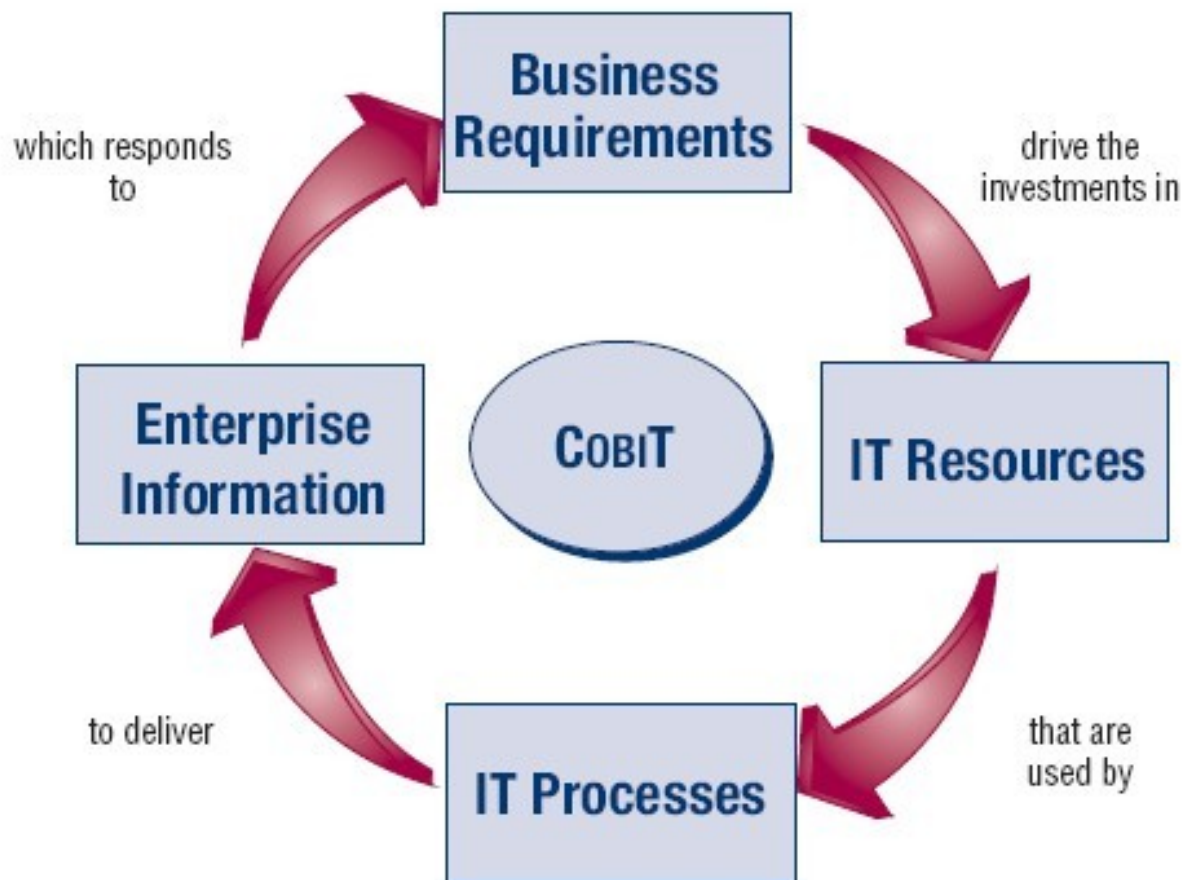 Business
Requirements
drive the
investments in
IT Resources
that are
used by
IT Processes
to deliver
Enterprise
Information
which responds
to
COBIT